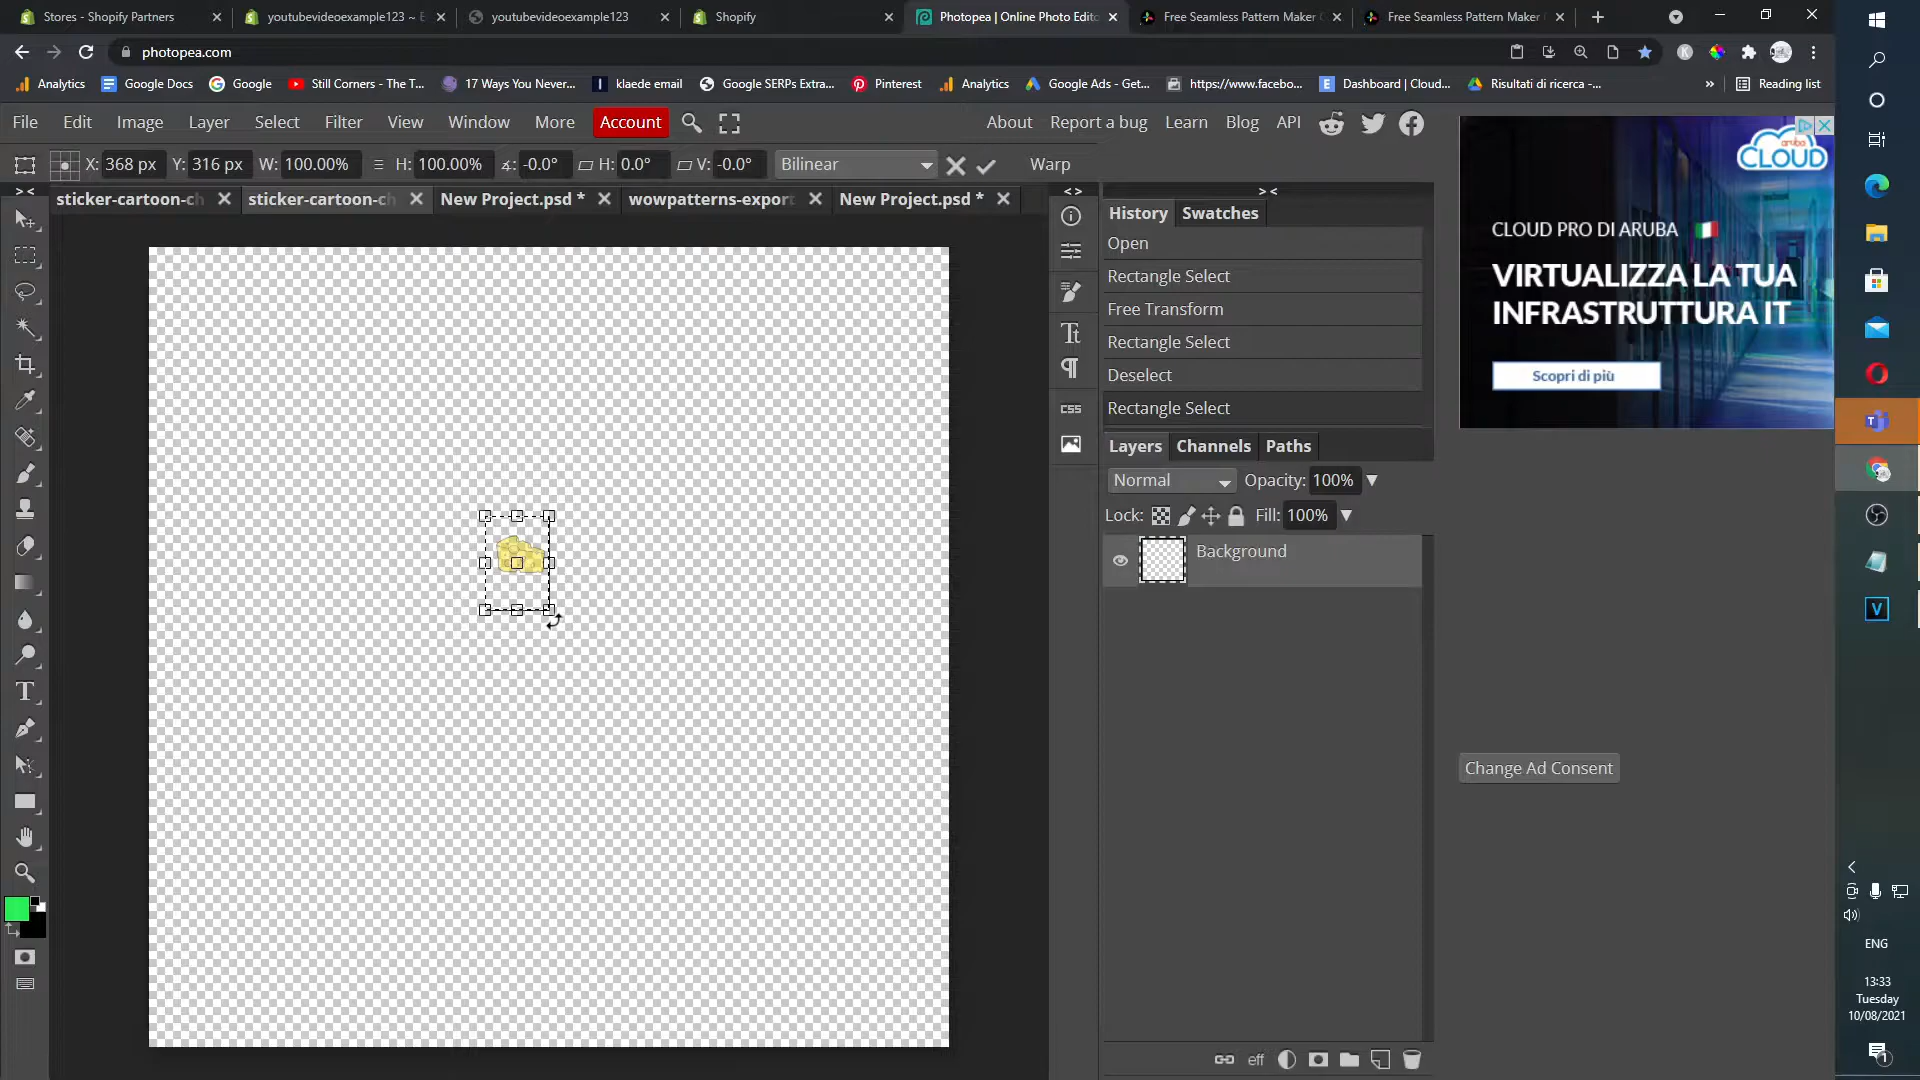 Stores - Shopify Partners
youtubevideoexample123 ~ E
youtubevideoexample123
Shopify
Photopea | Online Photo Edito
Free Seamless Pattern Maker C
Free Seamless Pattern Maker
photopea.com
Analytics
Google Docs
Google
Still Corners - The T...
17 Ways You Never...
klaede email
Google SERPs Extra...
Pinterest
Analytics
Google Ads - Get...
https://www.facebo...
Dashboard | Cloud...
Risultati di ricerca -...
»
Reading list
File Edit Image Layer Select Filter View Window More Account
About Report a bug Learn Blog API
X: 368 px Y: 316 px W: 100.00% H: 100.00% -0.0° H: 0.0° V: -0.0° Bilinear Warp
sticker-cartoon-ch
sticker-cartoon-ch
New Project.psd *
wowpatterns-expor
New Project.psd *
History Swatches
Open
Rectangle Select
Free Transform
Rectangle Select
Deselect
Rectangle Select
Layers Channels Paths
Normal Opacity: 100%
Lock: Fill: 100%
Background
eff
CSS
aruba
CLOUD
CLOUD PRO DI ARUBA
VIRTUALIZZA LA TUA
INFRASTRUTTURA IT
Scopri di più
Change Ad Consent
ENG
13:33
Tuesday
10/08/2021
1